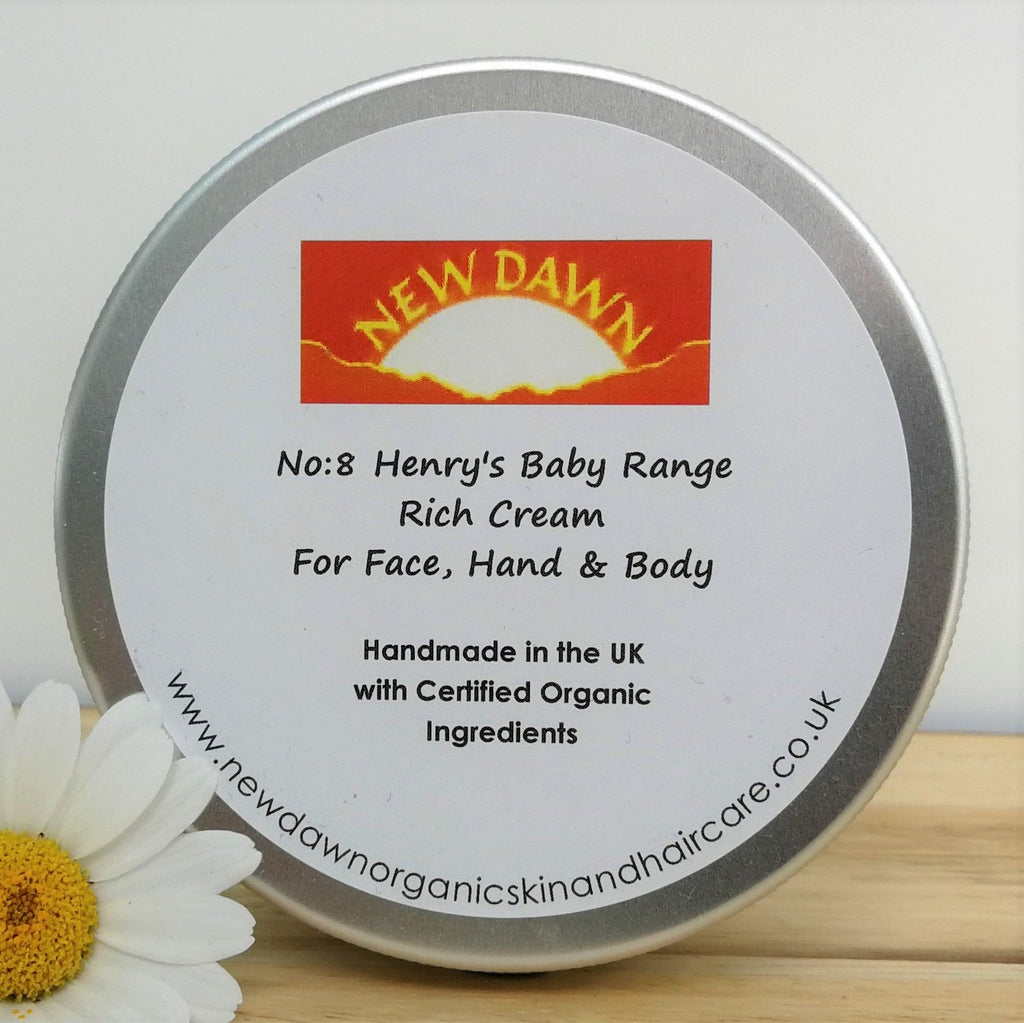 NEW DAWN
No:8 Henry's Baby Range
Rich Cream
For Face, Hand & Body
Handmade in the UK
with Certified Organic
Ingredients
www.newdawnorganicskinandhaircare.co.uk